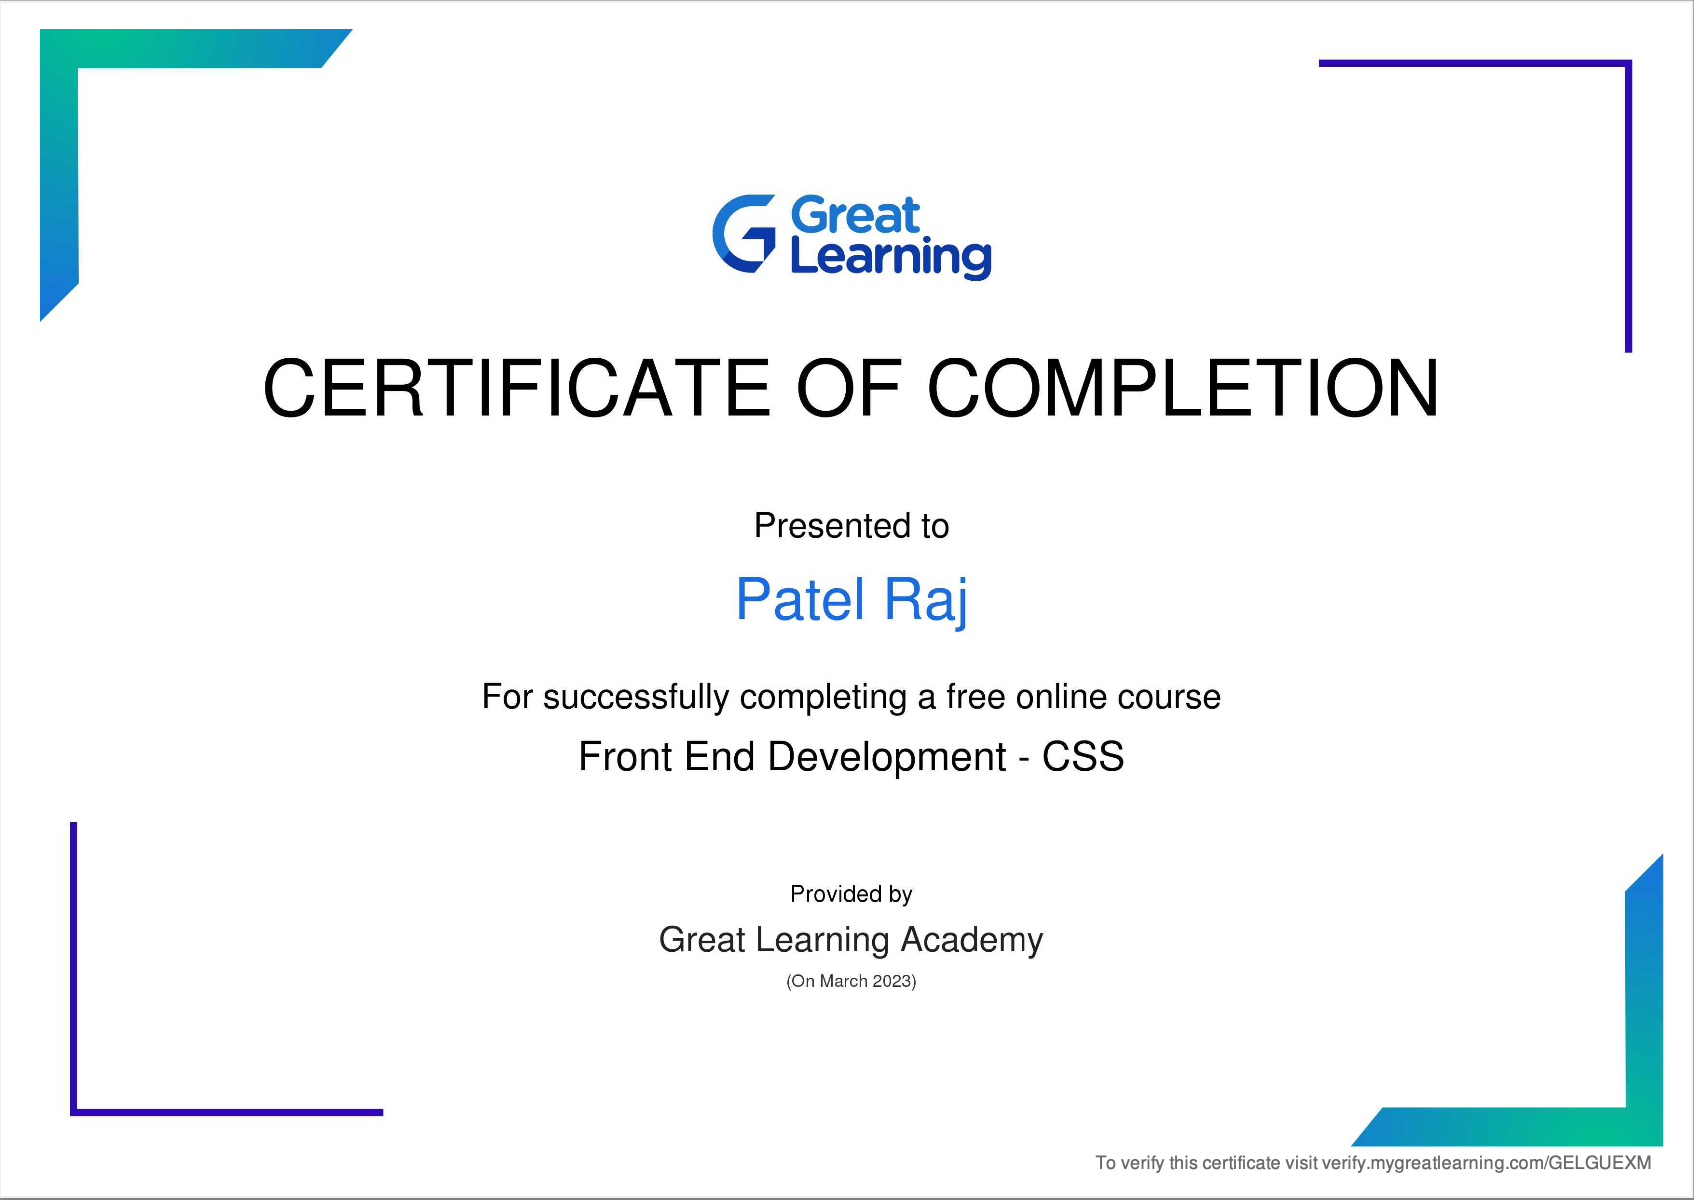 Great
Learning
CERTIFICATE OF COMPLETION
Presented to
Patel Raj
For successfully completing a free online course
Front End Development - CSS
Provided by
Great Learning Academy
(On March 2023)
To verify this certificate visit verify.mygreatlearning.com/GELGUEXM